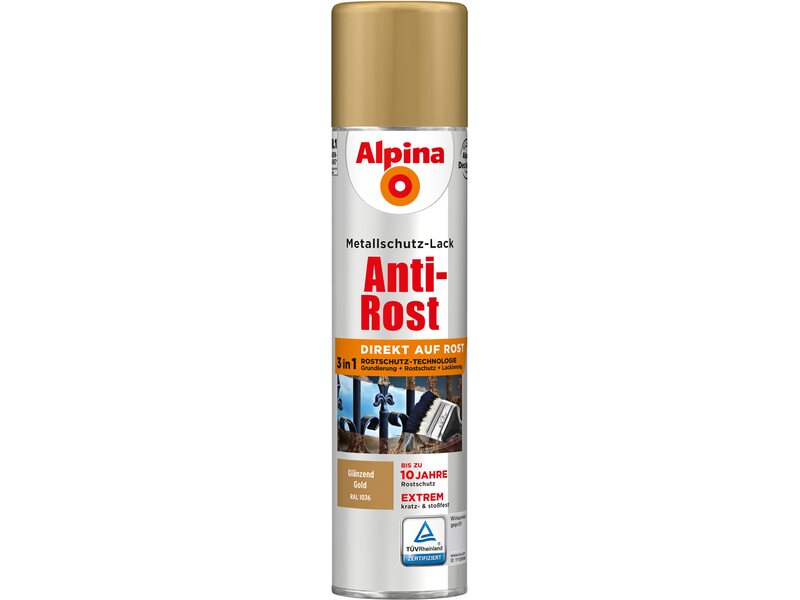 Alpina
Metallschutz-Lack
Anti-
Rost
DIREKT AUF ROST
3 in 1
ROSTSCHUTZ-TECHNOLOGIE
Grundierung + Rostschutz + Lackierung
Glänzend
Gold
RAL 1036
BIS ZU
10 JAHRE
Rostschutz
EXTREM
kratz- & stoßfest
TÜVRheinland
ZERTIFIZIERT